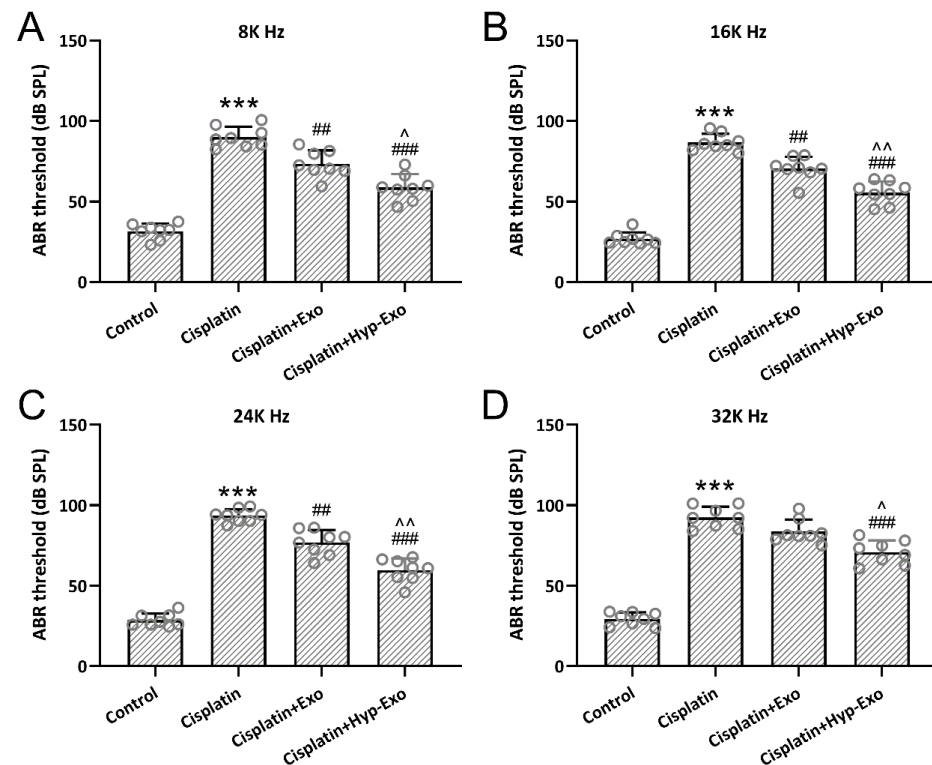 A
8K Hz
ABR threshold (dB SPL)
150
100
50
0
***
##
^
###
Control
Cisplatin
Cisplatin+Exo
Cisplatin+Hyp-Exo
B
16K Hz
ABR threshold (dB SPL)
150
100
50
0
***
##
^^
###
Control
Cisplatin
Cisplatin+Exo
Cisplatin+Hyp-Exo
C
24K Hz
ABR threshold (dB SPL)
150
100
50
0
***
##
^^
###
Control
Cisplatin
Cisplatin+Exo
Cisplatin+Hyp-Exo
D
32K Hz
ABR threshold (dB SPL)
150
100
50
0
***
^
###
Control
Cisplatin
Cisplatin+Exo
Cisplatin+Hyp-Exo